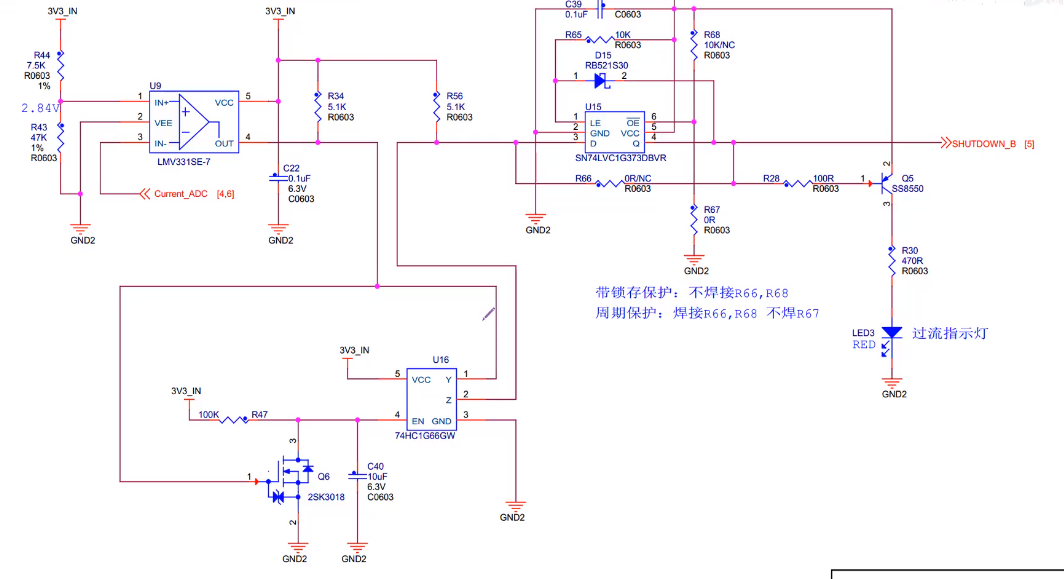 3V3_IN
3V3_IN
R44
7.5K
R0603
1%
2.84V
R43
47K
1%
R0603
U9
1
IN+
VCC
5
2
VEE
3
IN-
OUT
4
LMV331SE-7
Current_ADC [4,6]
GND2
R34
5.1K
R0603
R56
5.1K
R0603
C22
0.1uF
6.3V
C0603
GND2
C39
0.1uF
C0603
R65
10K
R0603
R68
10K/NC
R0603
D15
RB521S30
1
2
U15
1
LE
OE
6
2
GND
VCC
5
3
D
Q
4
SN74LVC1G373DBVR
SHUTDOWN_B [5]
R66
0R/NC
R0603
R28
100R
R0603
1
2
3
Q5
SS8550
GND2
R67
0R
R0603
GND2
R30
470R
R0603
带锁存保护：不焊接R66,R68
周期保护：焊接R66,R68 不焊R67
LED3
RED
过流指示灯
GND2
3V3_IN
U16
5
VCC
Y
1
Z
2
4
EN
GND
3
74HC1G66GW
3V3_IN
100K
R47
3
1
Q6
2SK3018
2
C40
10uF
6.3V
C0603
GND2
GND2
GND2